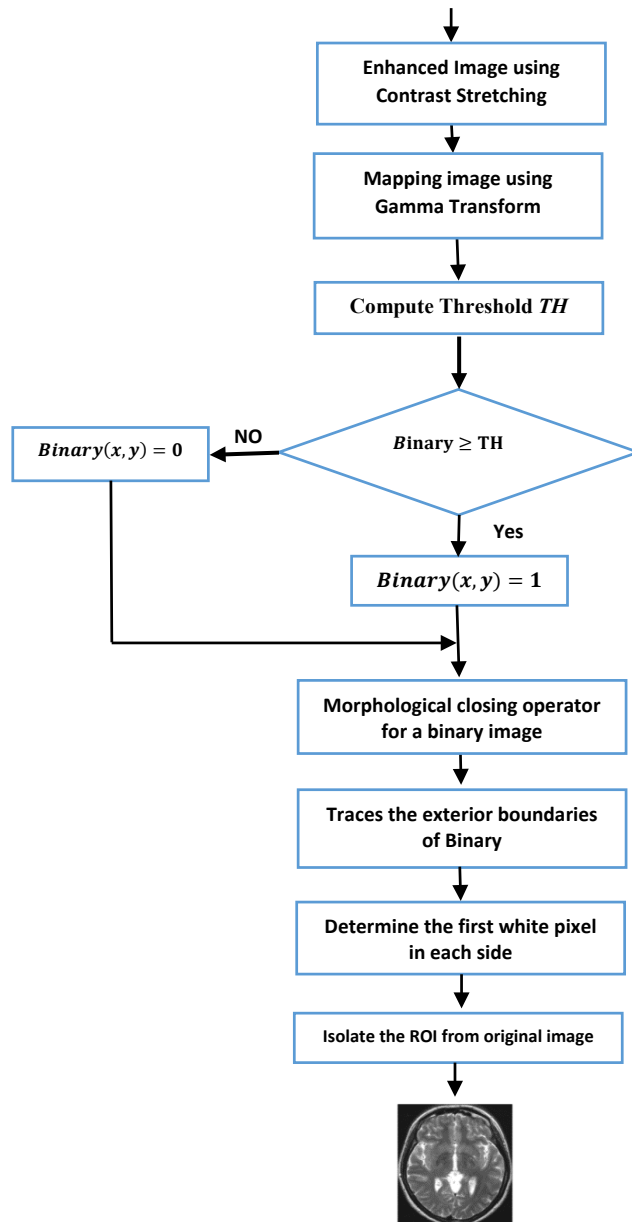 Enhanced Image using
Contrast Stretching
Mapping image using
Gamma Transform
Compute Threshold TH
Binary ≥ TH
NO
Binary(x, y) = 0
Yes
Binary(x, y) = 1
Morphological closing operator
for a binary image
Traces the exterior boundaries
of Binary
Determine the first white pixel
in each side
Isolate the ROI from original image